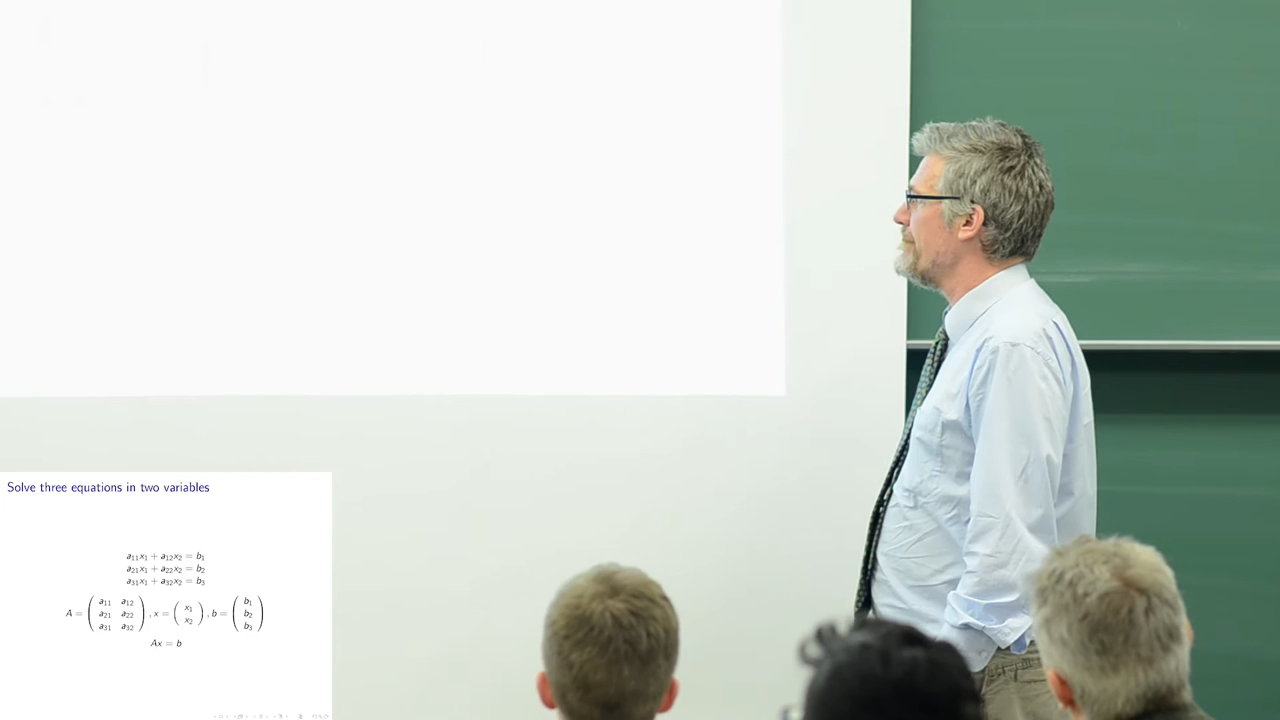 Solve three equations in two variables
a₁₁x₁ + a₁₂x₂ = b₁
a₂₁x₁ + a₂₂x₂ = b₂
a₃₁x₁ + a₃₂x₂ = b₃
A = ( a₁₁ a₁₂
a₂₁ a₂₂
a₃₁ a₃₂ ) , x = ( x₁
x₂ ) , b = ( b₁
b₂
b₃ )
Ax = b